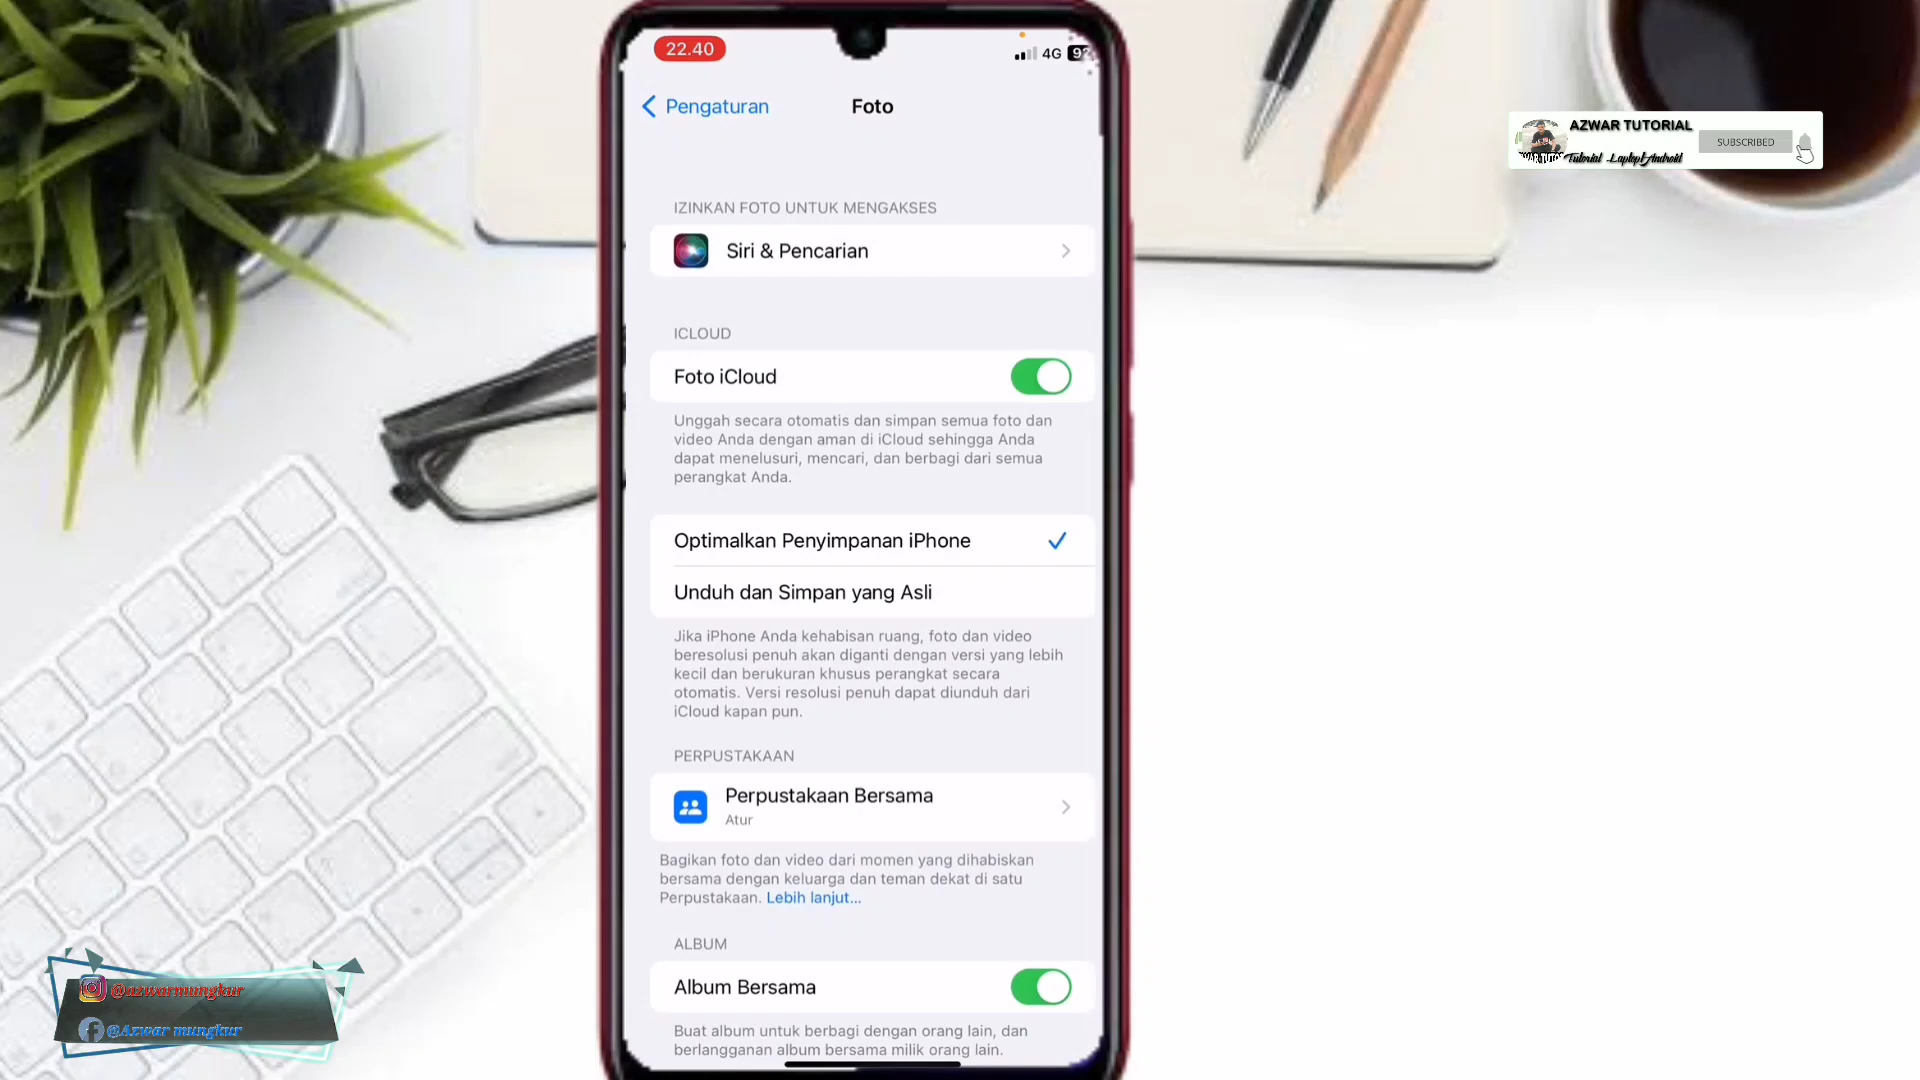 22.40
4G
Pengaturan
Foto
AZWAR TUTORIAL
Tutorial -Laptop/Android
SUBSCRIBED
IZINKAN FOTO UNTUK MENGAKSES
Siri & Pencarian
ICLOUD
Foto iCloud
Unggah secara otomatis dan simpan semua foto dan
video Anda dengan aman di iCloud sehingga Anda
dapat menelusuri, mencari, dan berbagi dari semua
perangkat Anda.
Optimalkan Penyimpanan iPhone
Unduh dan Simpan yang Asli
Jika iPhone Anda kehabisan ruang, foto dan video
beresolusi penuh akan diganti dengan versi yang lebih
kecil dan berukuran khusus perangkat secara
otomatis. Versi resolusi penuh dapat diunduh dari
iCloud kapan pun.
PERPUSTAKAAN
Perpustakaan Bersama
Atur
Bagikan foto dan video dari momen yang dihabiskan
bersama dengan keluarga dan teman dekat di satu
Perpustakaan. Lebih lanjut...
ALBUM
Album Bersama
Buat album untuk berbagi dengan orang lain, dan
berlangganan album bersama milik orang lain.
@azwarmungkur
@Azwar mungkur